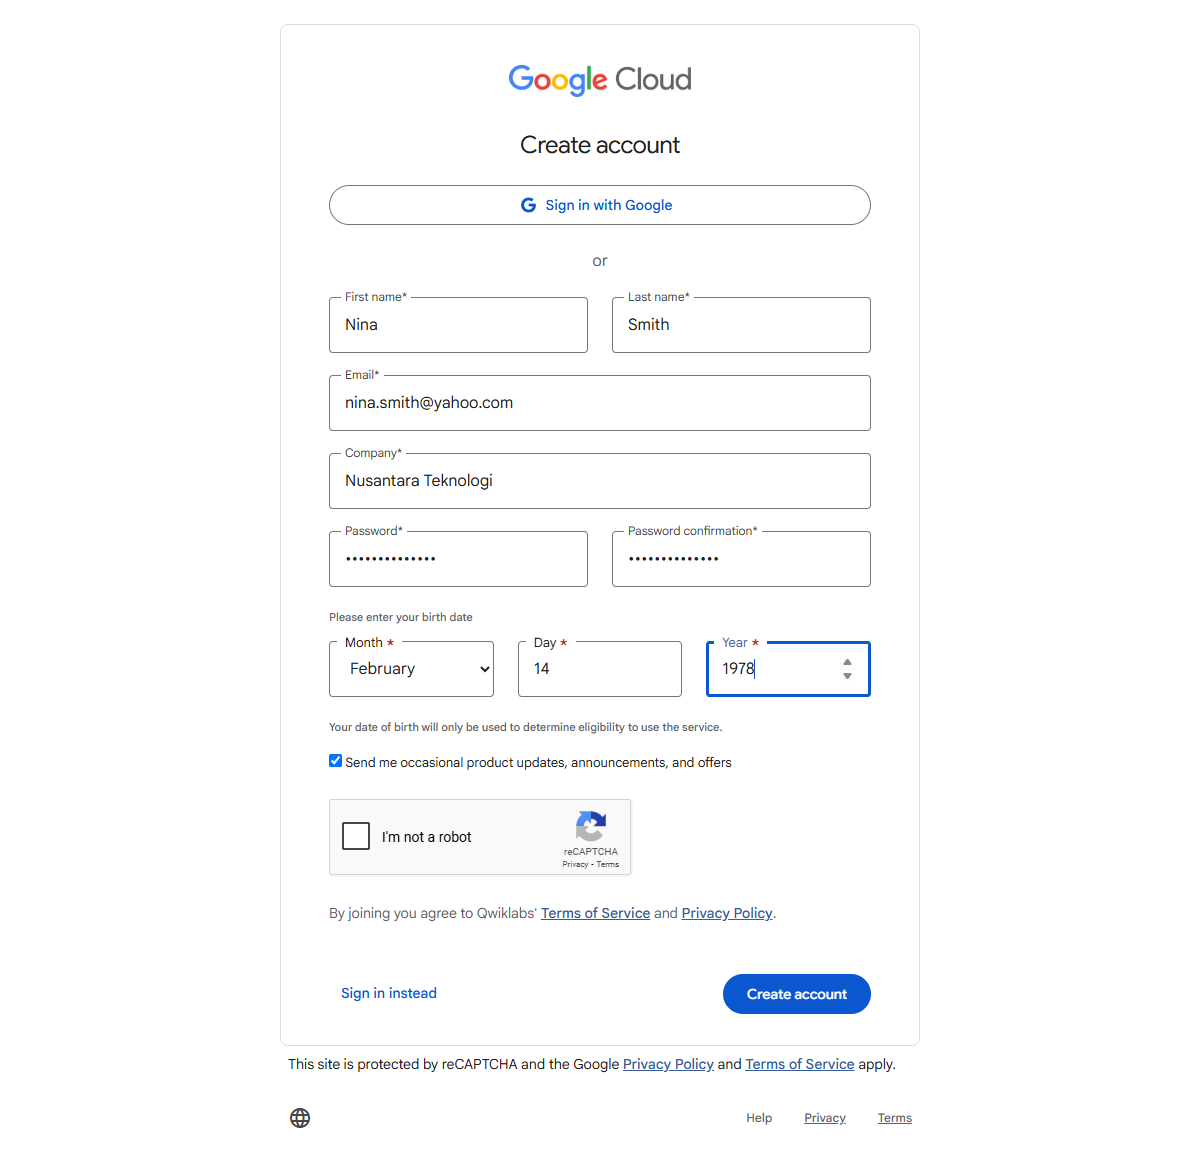 Google Cloud
Create account
G Sign in with Google
or
First name*
Nina
Last name*
Smith
Email*
nina.smith@yahoo.com
Company*
Nusantara Teknologi
Password*
••••••••••••••
Password confirmation*
••••••••••••••
Please enter your birth date
Month *
February
Day *
14
Year *
1978
Your date of birth will only be used to determine eligibility to use the service.
Send me occasional product updates, announcements, and offers
I'm not a robot
reCAPTCHA
Privacy - Terms
By joining you agree to Qwiklabs' Terms of Service and Privacy Policy.
Sign in instead
Create account
This site is protected by reCAPTCHA and the Google Privacy Policy and Terms of Service apply.
Help Privacy Terms